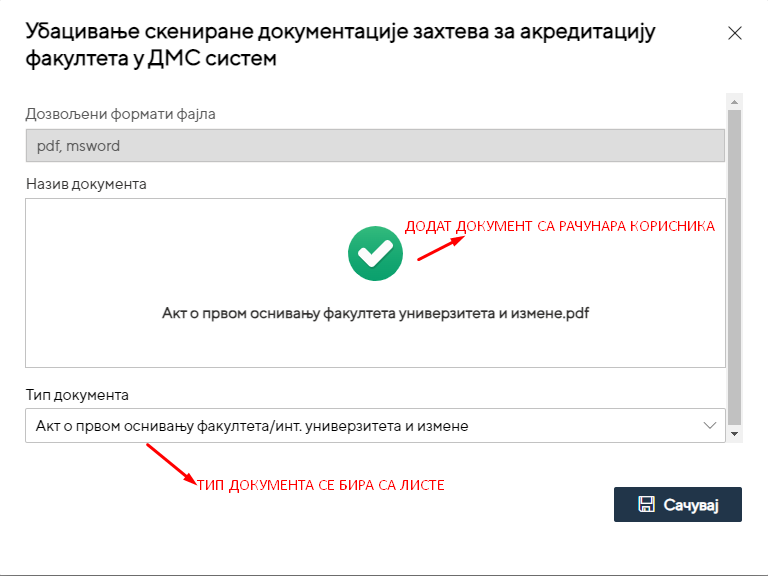 Убацивање скениране документације захтева за акредитацију
факултета у ДМС систем
Дозвољени формати фајла
pdf, msword
Назив документа
ДОДАТ ДОКУМЕНТ СА РАЧУНАРА КОРИСНИКА
Акт о првом оснивању факултета универзитета и измене.pdf
Тип документа
Акт о првом оснивању факултета/инт. универзитета и измене
ТИП ДОКУМЕНТА СЕ БИРА СА ЛИСТЕ
Сачувај